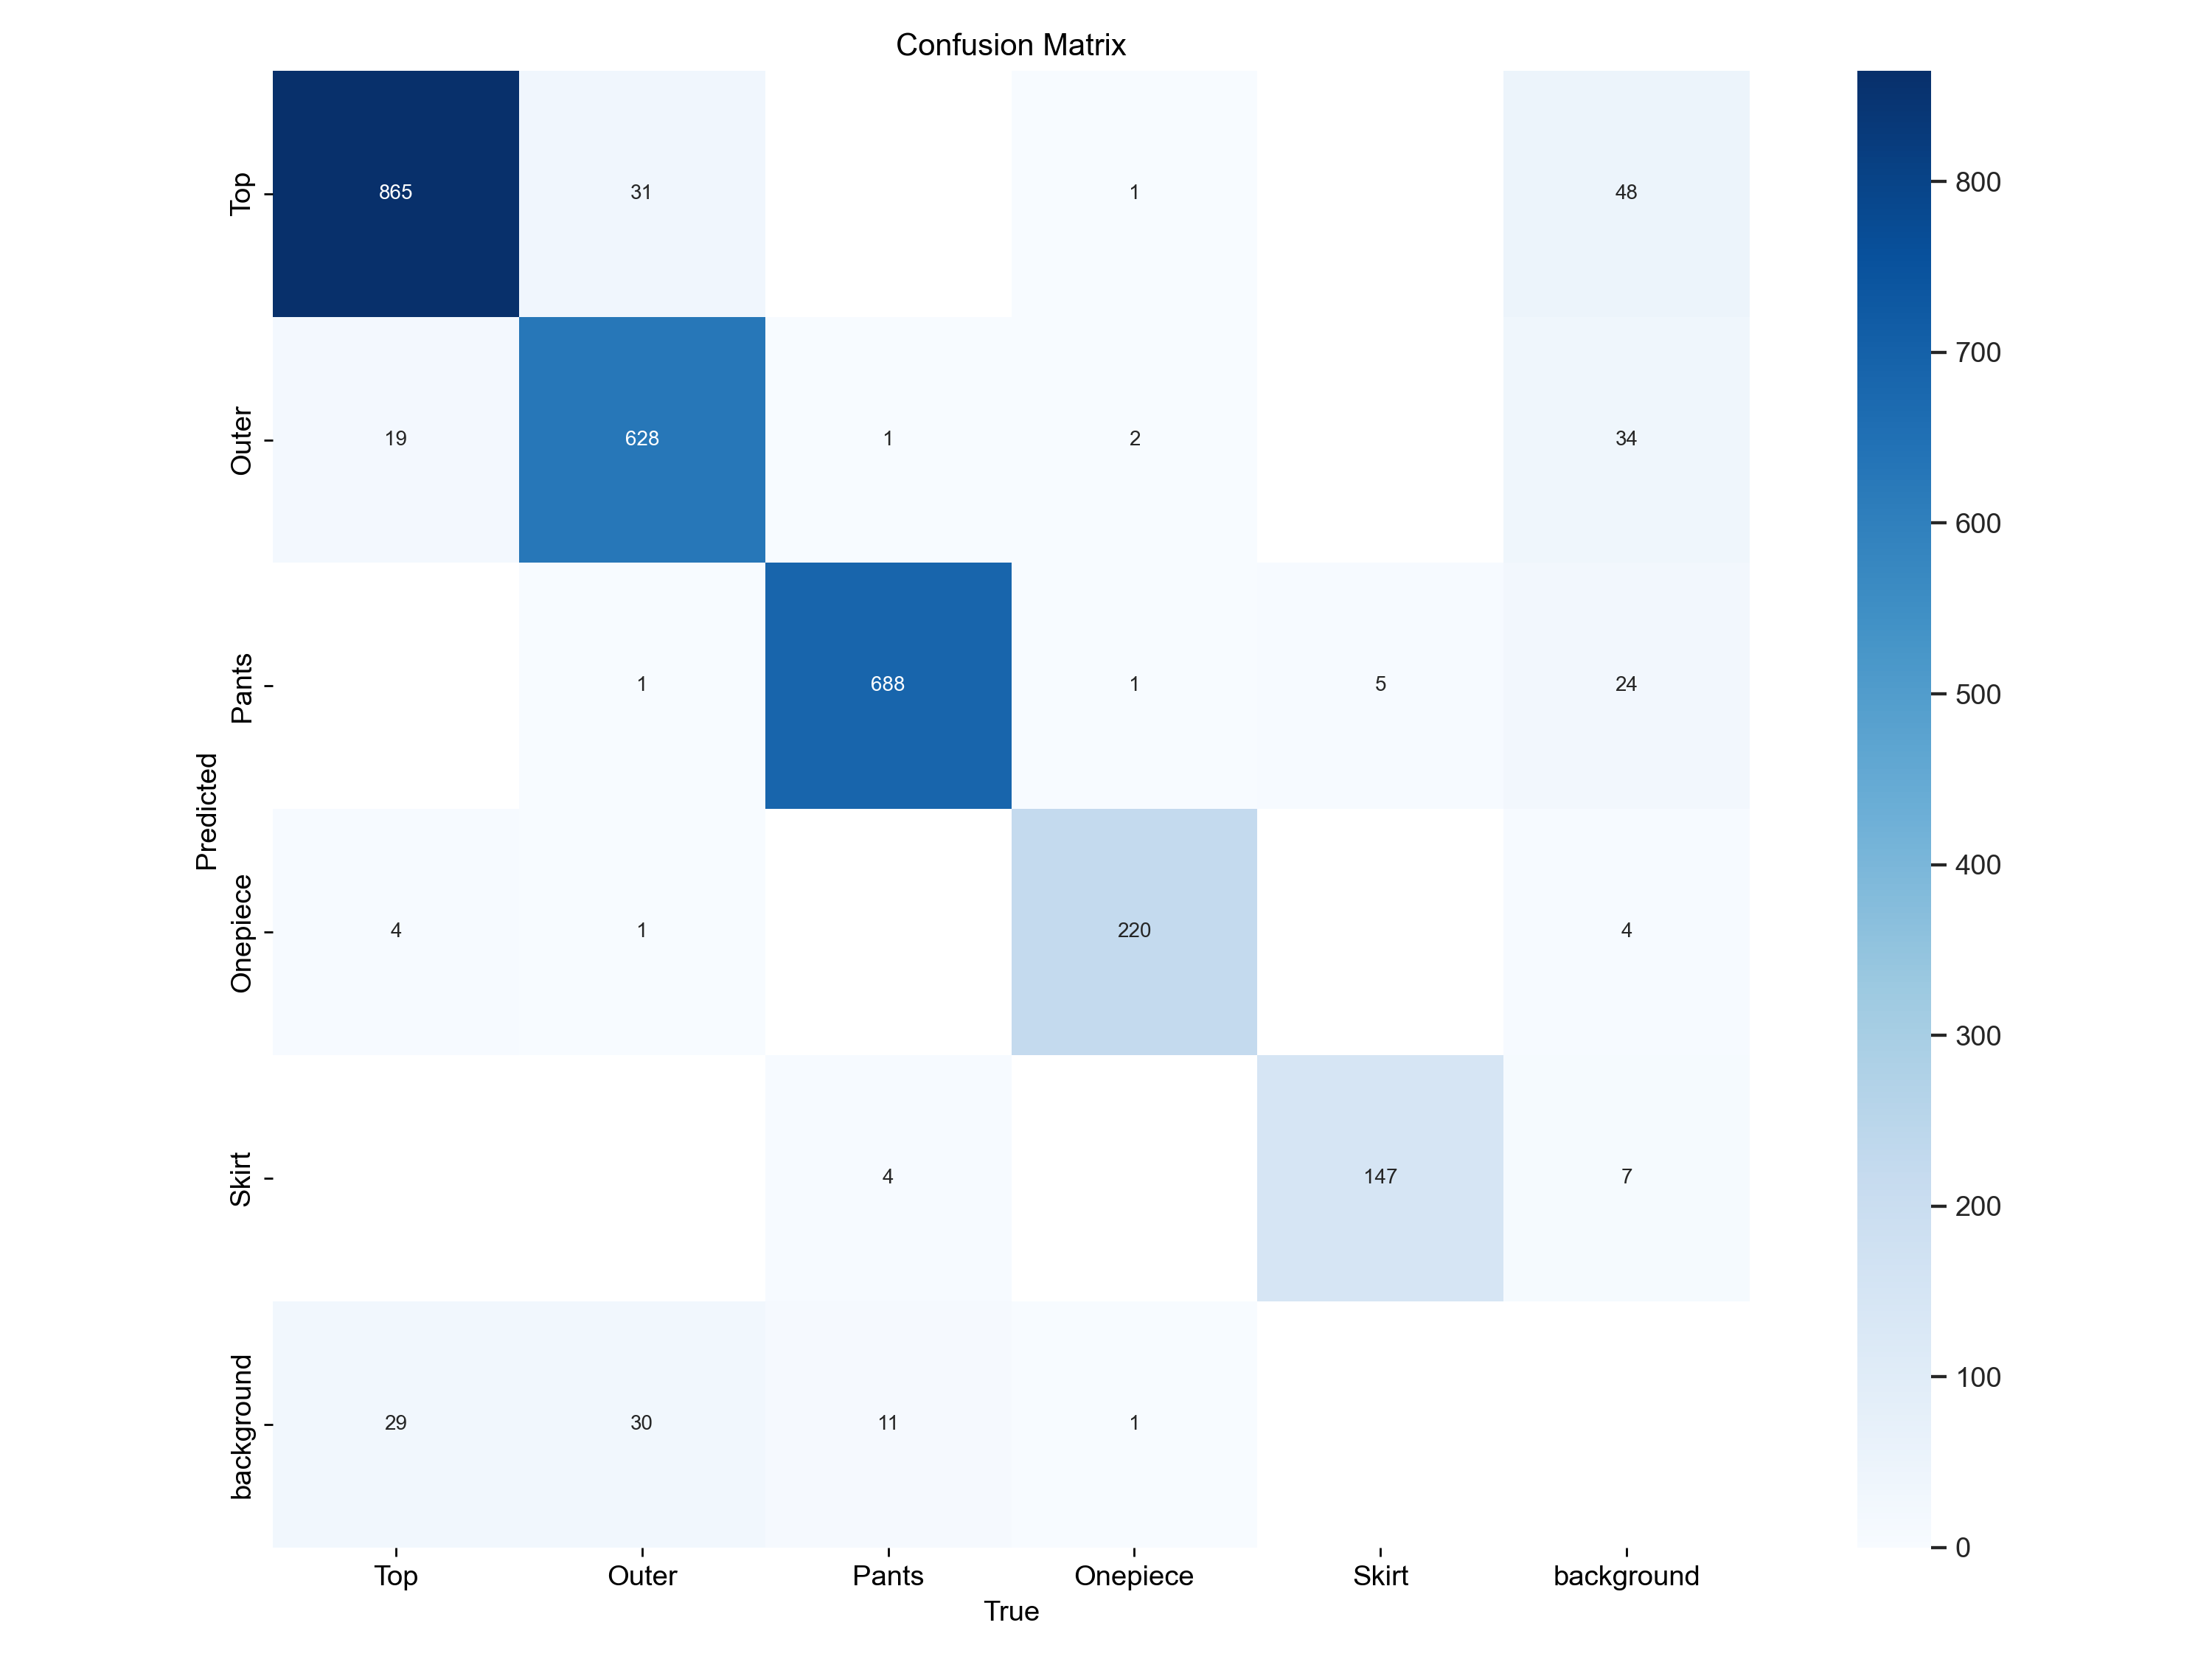 Confusion Matrix
Top 865 31 1 48
Outer 19 628 1 2 34
Pants 1 688 1 5 24
Onepiece 4 1 220 4
Skirt 4 147 7
background 29 30 11 1
Top Outer Pants Onepiece Skirt background
True
Predicted
800
700
600
500
400
300
200
100
0